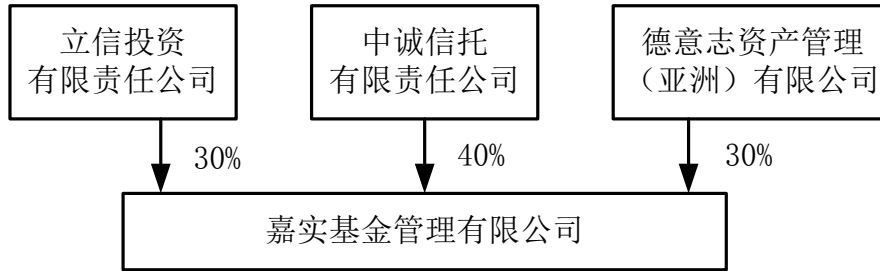 立信投资
有限责任公司
中诚信托
有限责任公司
德意志资产管理
（亚洲）有限公司
30%
40%
30%
嘉实基金管理有限公司